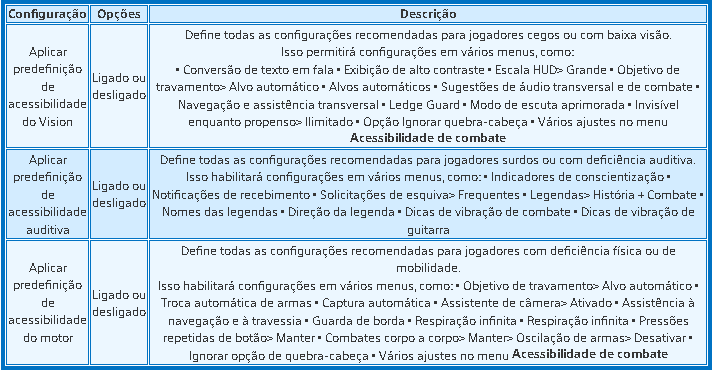 Configuração Opções Descrição
Aplicar
predefinição
de
acessibilidade
do Vision
Ligado ou
desligado
Define todas as configurações recomendadas para jogadores cegos ou com baixa visão.
Isso permitirá configurações em vários menus, como:
• Conversão de texto em fala • Exibição de alto contraste • Escala HUD> Grande • Objetivo de
travamento> Alvo automático • Alvos automáticos • Sugestões de áudio transversal e de combate •
Navegação e assistência transversal • Ledge Guard • Modo de escuta aprimorada • Invisível
enquanto propenso> Ilimitado • Opção Ignorar quebra-cabeça • Vários ajustes no menu
Acessibilidade de combate
Aplicar
predefinição
de
acessibilidade
auditiva
Ligado ou
desligado
Define todas as configurações recomendadas para jogadores surdos ou com deficiência auditiva.
Isso habilitará configurações em vários menus, como: • Indicadores de conscientização •
Notificações de recebimento • Solicitações de esquiva> Frequentes • Legendas> História + Combate •
Nomes das legendas • Direção da legenda • Dicas de vibração de combate • Dicas de vibração de
guitarra
Aplicar
predefinição
de
acessibilidade
do motor
Ligado ou
desligado
Define todas as configurações recomendadas para jogadores com deficiência física ou de
mobilidade.
Isso habilitará configurações em vários menus, como: • Objetivo de travamento> Alvo automático •
Troca automática de armas • Captura automática • Assistente de câmera> Ativado • Assistência à
navegação e à travessia • Guarda de borda • Respiração infinita • Respiração infinita • Pressões
repetidas de botão> Manter • Combates corpo a corpo> Manter> Oscilação de armas> Desativar •
Ignorar opção de quebra-cabeça • Vários ajustes no menu Acessibilidade de combate